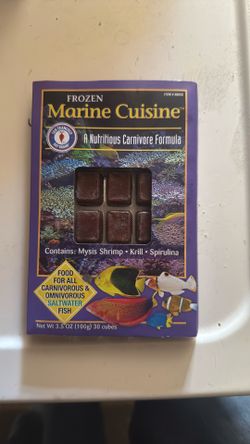 FROZEN
Marine Cuisine™
A Nutritious Carnivore Formula
Contains: Mysis Shrimp • Krill • Spirulina
FOOD
FOR ALL
CARNIVOROUS &
OMNIVOROUS
SALTWATER
FISH
Net Wt 3.5 OZ (100g) 30 cubes